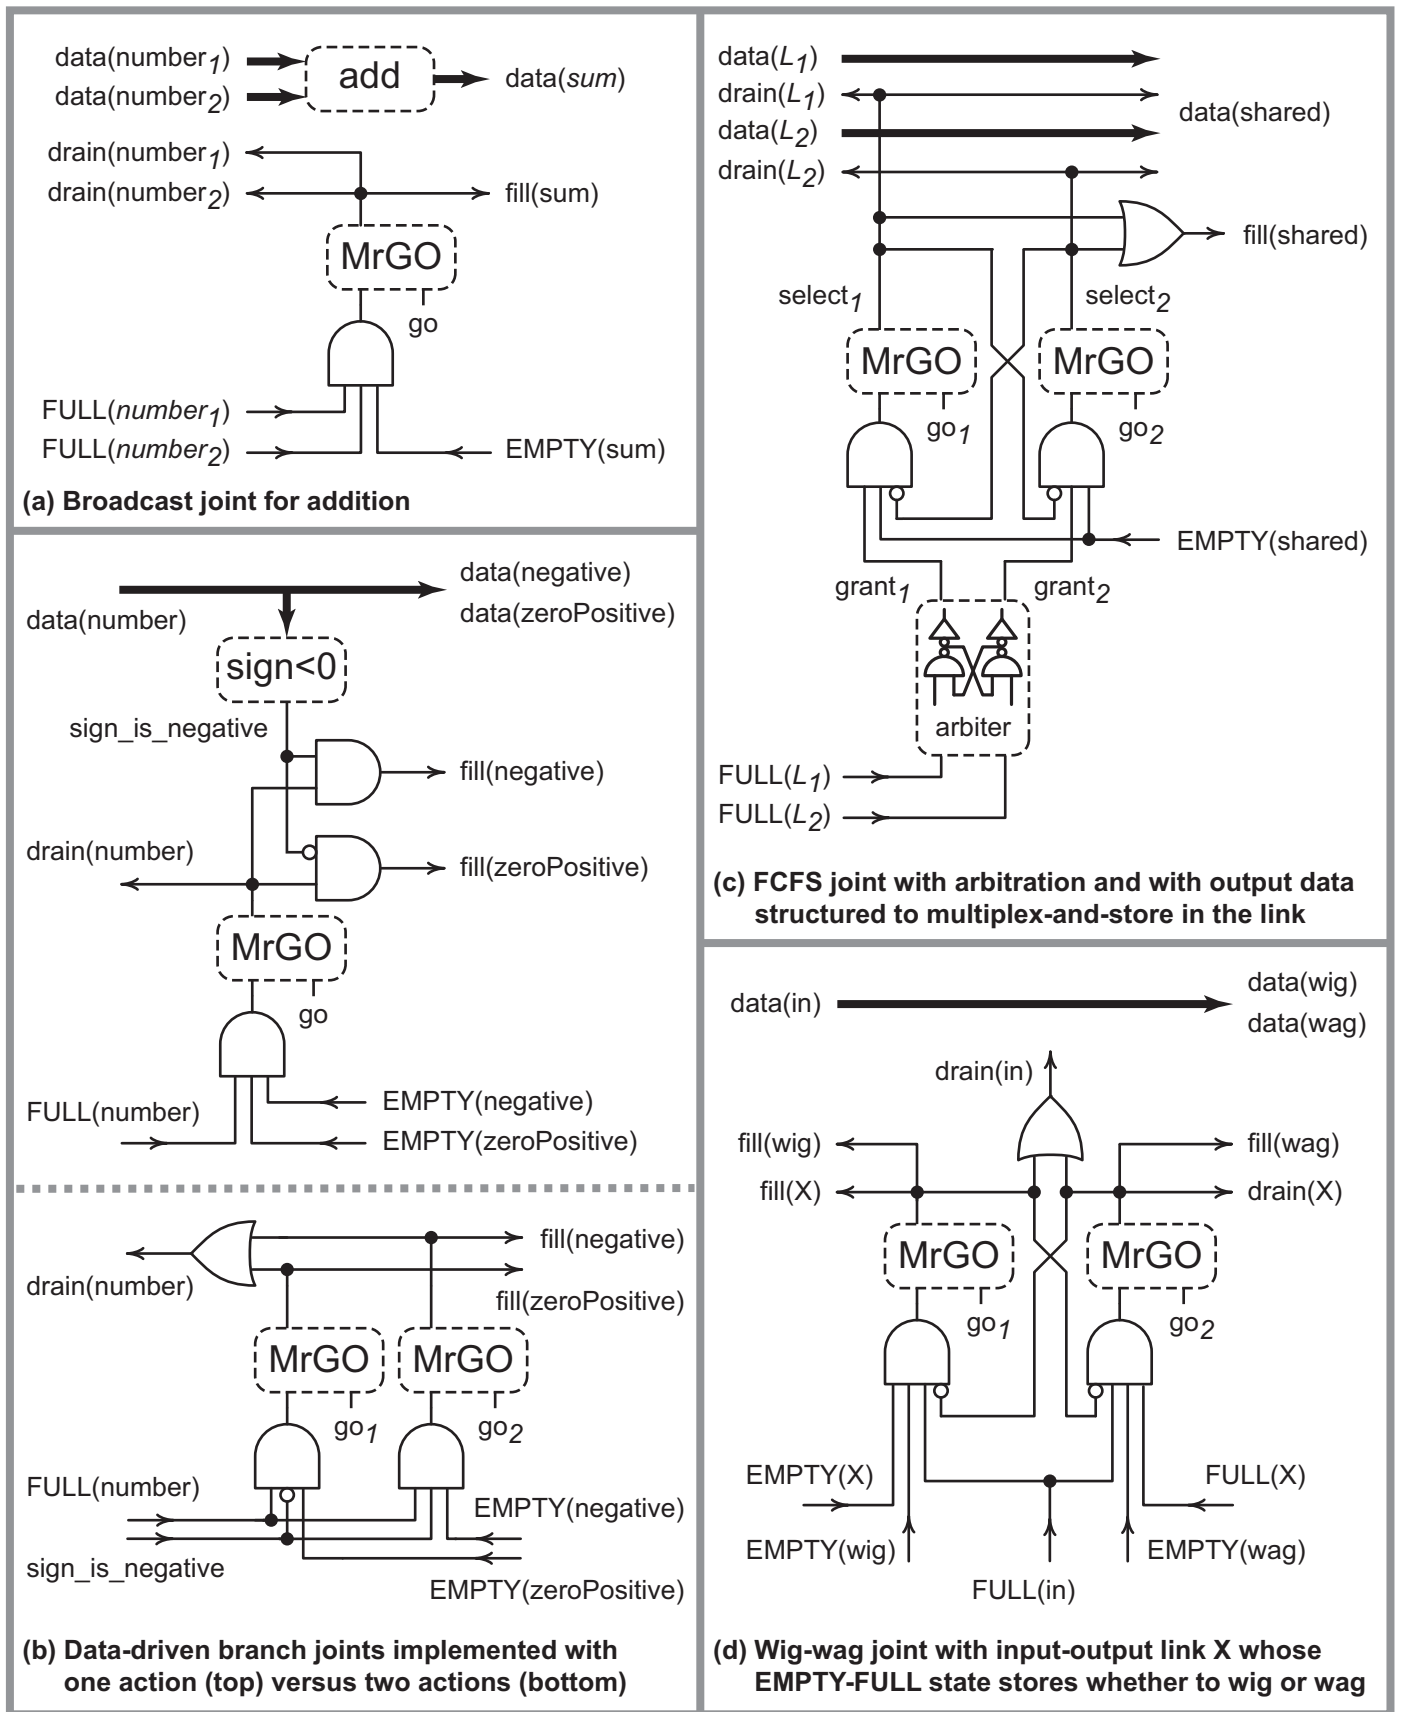 data(number1)
data(number2)
add
data(sum)
drain(number1)
drain(number2)
fill(sum)
MrGO
go
FULL(number1)
FULL(number2)
EMPTY(sum)
(a) Broadcast joint for addition
data(number)
data(negative)
data(zeroPositive)
sign<0
sign_is_negative
fill(negative)
drain(number)
fill(zeroPositive)
MrGO
go
FULL(number)
EMPTY(negative)
EMPTY(zeroPositive)
fill(negative)
drain(number)
fill(zeroPositive)
MrGO
MrGO
go1
go2
FULL(number)
EMPTY(negative)
sign_is_negative
EMPTY(zeroPositive)
(b) Data-driven branch joints implemented with
one action (top) versus two actions (bottom)
data(L1)
drain(L1)
data(shared)
data(L2)
drain(L2)
fill(shared)
select1
select2
MrGO
MrGO
go1
go2
EMPTY(shared)
grant1
grant2
arbiter
FULL(L1)
FULL(L2)
(c) FCFS joint with arbitration and with output data
structured to multiplex-and-store in the link
data(in)
data(wig)
data(wag)
drain(in)
fill(wig)
fill(wag)
fill(X)
drain(X)
MrGO
MrGO
go1
go2
EMPTY(X)
FULL(X)
EMPTY(wig)
EMPTY(wag)
FULL(in)
(d) Wig-wag joint with input-output link X whose
EMPTY-FULL state stores whether to wig or wag